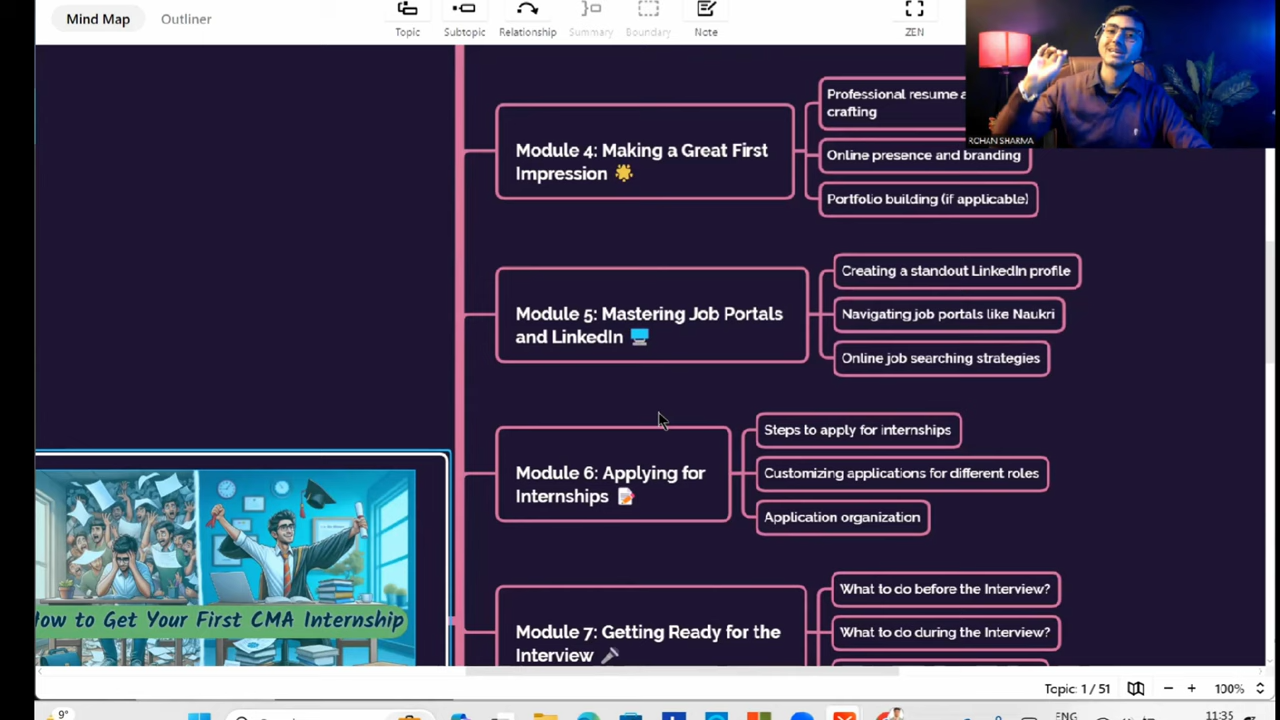 Mind Map
Outliner
Topic
Subtopic
Relationship
Summary
Boundary
Note
ZEN
ROHAN SHARMA
Module 4: Making a Great First
Impression 🌟
Professional resume a
crafting
Online presence and branding
Portfolio building (if applicable)
Module 5: Mastering Job Portals
and LinkedIn 🖥️
Creating a standout LinkedIn profile
Navigating job portals like Naukri
Online job searching strategies
Module 6: Applying for
Internships 📝
Steps to apply for internships
Customizing applications for different roles
Application organization
Module 7: Getting Ready for the
Interview 🎤
What to do before the Interview?
What to do during the Interview?
How to Get Your First CMA Internship
Topic: 1 / 51
100%
9°
ENG
11:35